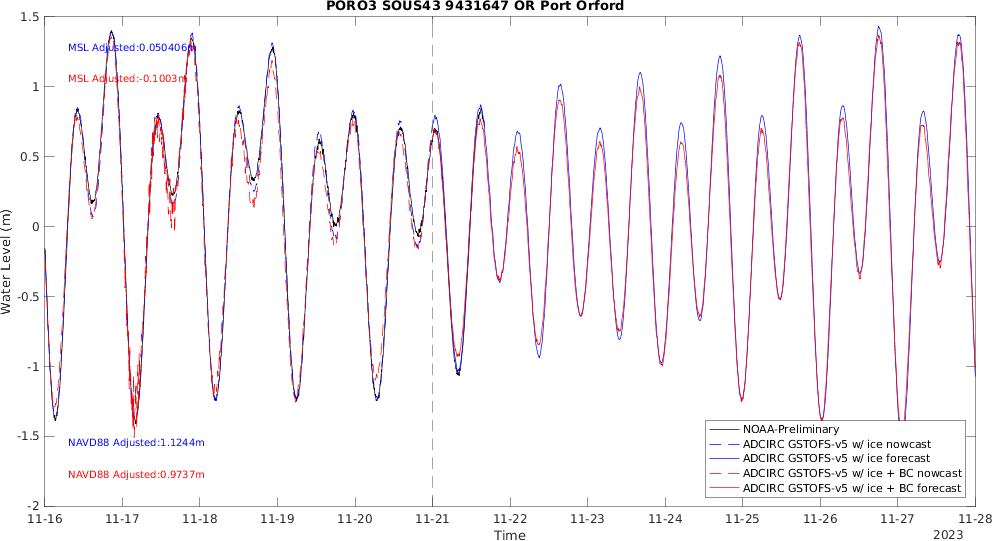 PORO3 SOUS43 9431647 OR Port Orford
MSL Adjusted:0.050406m
MSL Adjusted:-0.1003m
NAVD88 Adjusted:1.1244m
NAVD88 Adjusted:0.9737m
Water Level (m)
1.5
1
0.5
0
-0.5
-1
-1.5
-2
NOAA-Preliminary
ADCIRC GSTOFS-v5 w/ ice nowcast
ADCIRC GSTOFS-v5 w/ ice forecast
ADCIRC GSTOFS-v5 w/ ice + BC nowcast
ADCIRC GSTOFS-v5 w/ ice + BC forecast
11-16 11-17 11-18 11-19 11-20 11-21 11-22 11-23 11-24 11-25 11-26 11-27 11-28
Time
2023